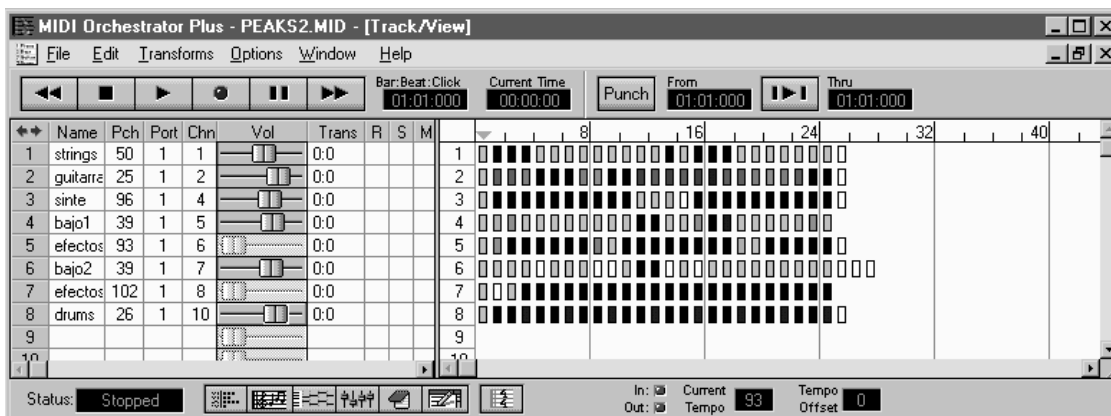 MIDI Orchestrator Plus - PEAKS2.MID - [Track/View]
File Edit Transforms Options Window Help
Bar:Beat:Click Current Time From Thru
01:01:000 00:00:00 Punch 01:01:000 01:01:000
Name Pch Port Chn Vol Trans R S M 8 16 24 32 40
1 strings 50 1 1 0:0 1
2 guitarra 25 1 2 0:0 2
3 sinte 96 1 4 0:0 3
4 bajo1 39 1 5 0:0 4
5 efectos 93 1 6 0:0 5
6 bajo2 39 1 7 0:0 6
7 efectos 102 1 8 0:0 7
8 drums 26 1 10 0:0 8
9 9
10 10
Status: Stopped In: Out: Current Tempo 93 Tempo Offset 0